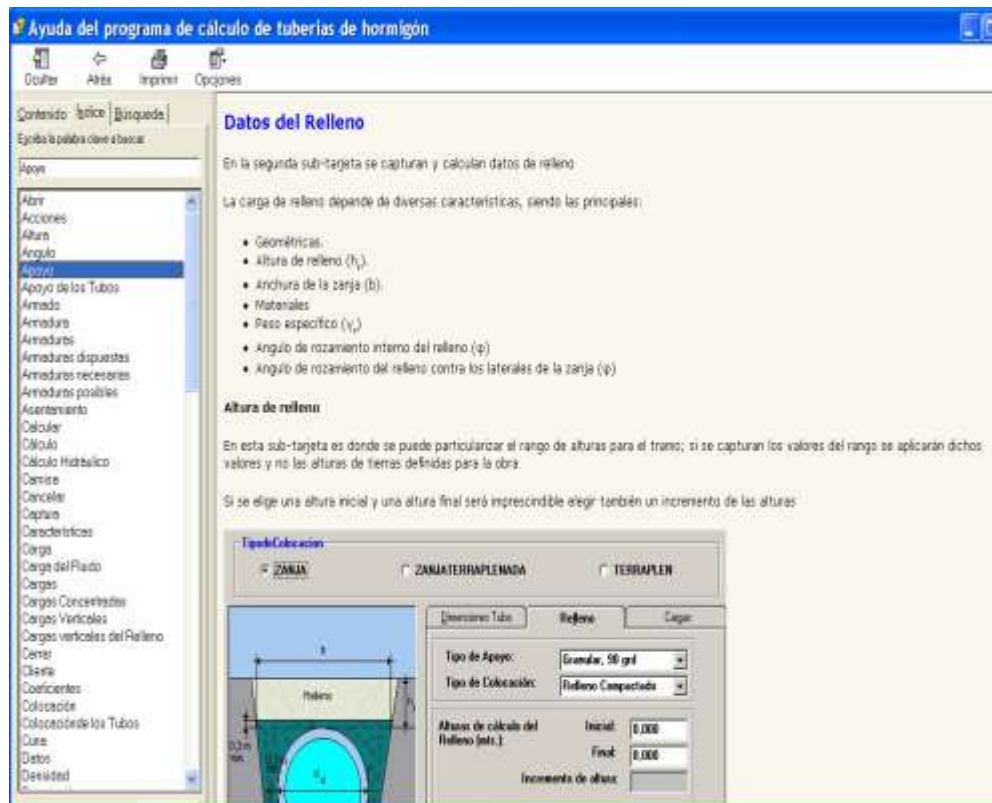 Ayuda del programa de cálculo de tuberías de hormigón
Ocultar Atrás Imprimir Opciones
Contenido Índice Búsqueda
Escriba la palabra clave a buscar
Apoyo
Abrir
Acciones
Altura
Angulo
Apoyo
Apoyo de los Tubos
Armado
Armadura
Armaduras
Armaduras dispuestas
Armaduras necesarias
Armaduras posibles
Asentamiento
Calcular
Cálculo
Cálculo Hidráulico
Camisa
Cancelar
Captura
Características
Carga
Carga del Fluido
Cargas
Cargas Concentradas
Cargas Verticales
Cargas verticales del Relleno
Cerrar
Cliente
Coeficientes
Colocación
Colocación de los Tubos
Cuna
Datos
Densidad
Datos del Relleno
En la segunda sub-tarjeta se capturan y calculan datos de relleno
La carga de relleno depende de diversas características, siendo las principales:
• Geométricas.
• Altura de relleno (hr).
• Anchura de la zanja (b).
• Materiales
• Peso específico (γr)
• Angulo de rozamiento interno del relleno (φ)
• Angulo de rozamiento del relleno contra los laterales de la zanja (φ)
Altura de relleno
En esta sub-tarjeta es donde se puede particularizar el rango de alturas para el tramo; si se capturan los valores del rango se aplicarán dichos
valores y no las alturas de tierras definidas para la obra
Si se elige una altura inicial y una altura final será imprescindible elegir también un incremento de las alturas
TipodeColocacion
ZANJA ZANJATERRAPLENADA TERRAPLEN
Relleno
0,3 m
Dimensiones Tubo Relleno Cargas
Tipo de Apoyo: Granular, 90 grd
Tipo de Colocación: Relleno Compactado
Alturas de cálculo del Inicial: 0,000
Relleno (mts.):
Final: 0,000
Incremento de altura: